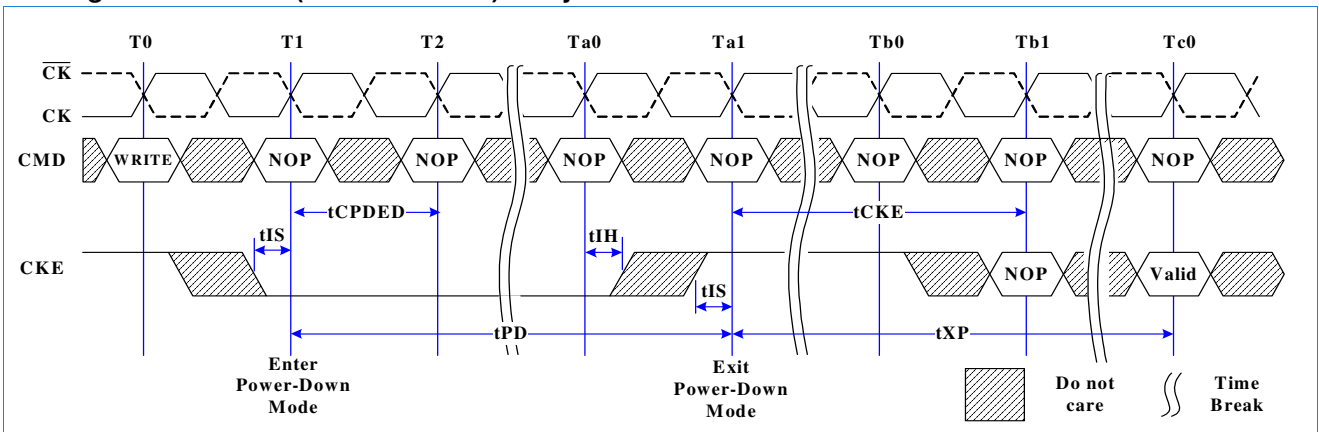 T0 T1 T2 Ta0 Ta1 Tb0 Tb1 Tc0
CK
CK
CMD WRITE NOP NOP NOP NOP NOP NOP NOP
tCPDED tCKE
tIS tIH
CKE NOP Valid
tIS
tPD tXP
Enter
Power-Down
Mode
Exit
Power-Down
Mode
Do not
care
Time
Break